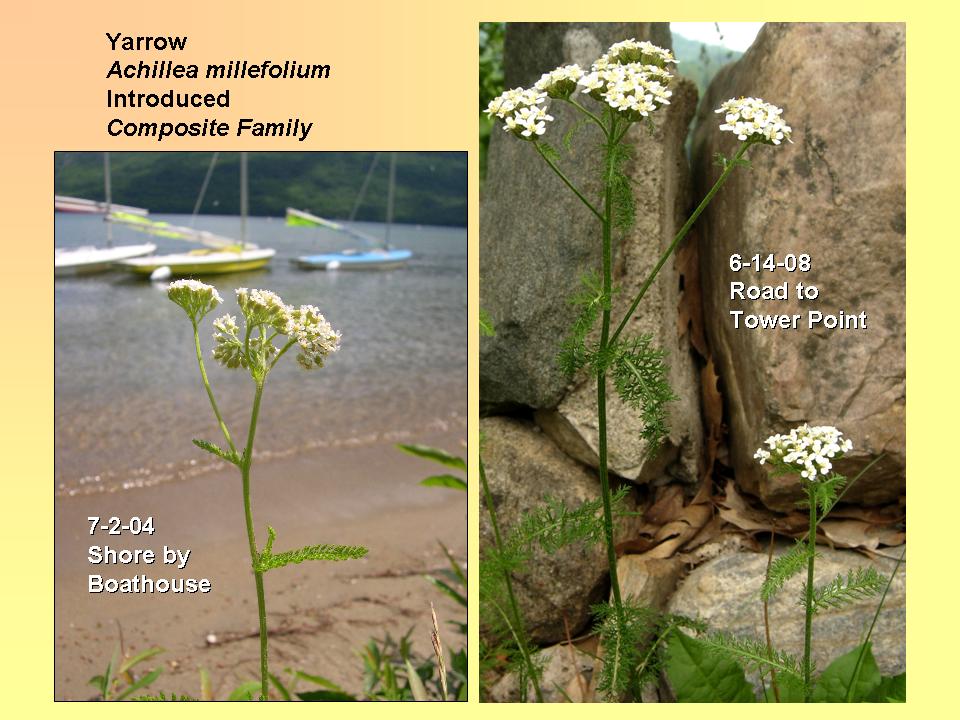 Yarrow
Achillea millefolium
Introduced
Composite Family
7-2-04
Shore by
Boathouse
6-14-08
Road to
Tower Point